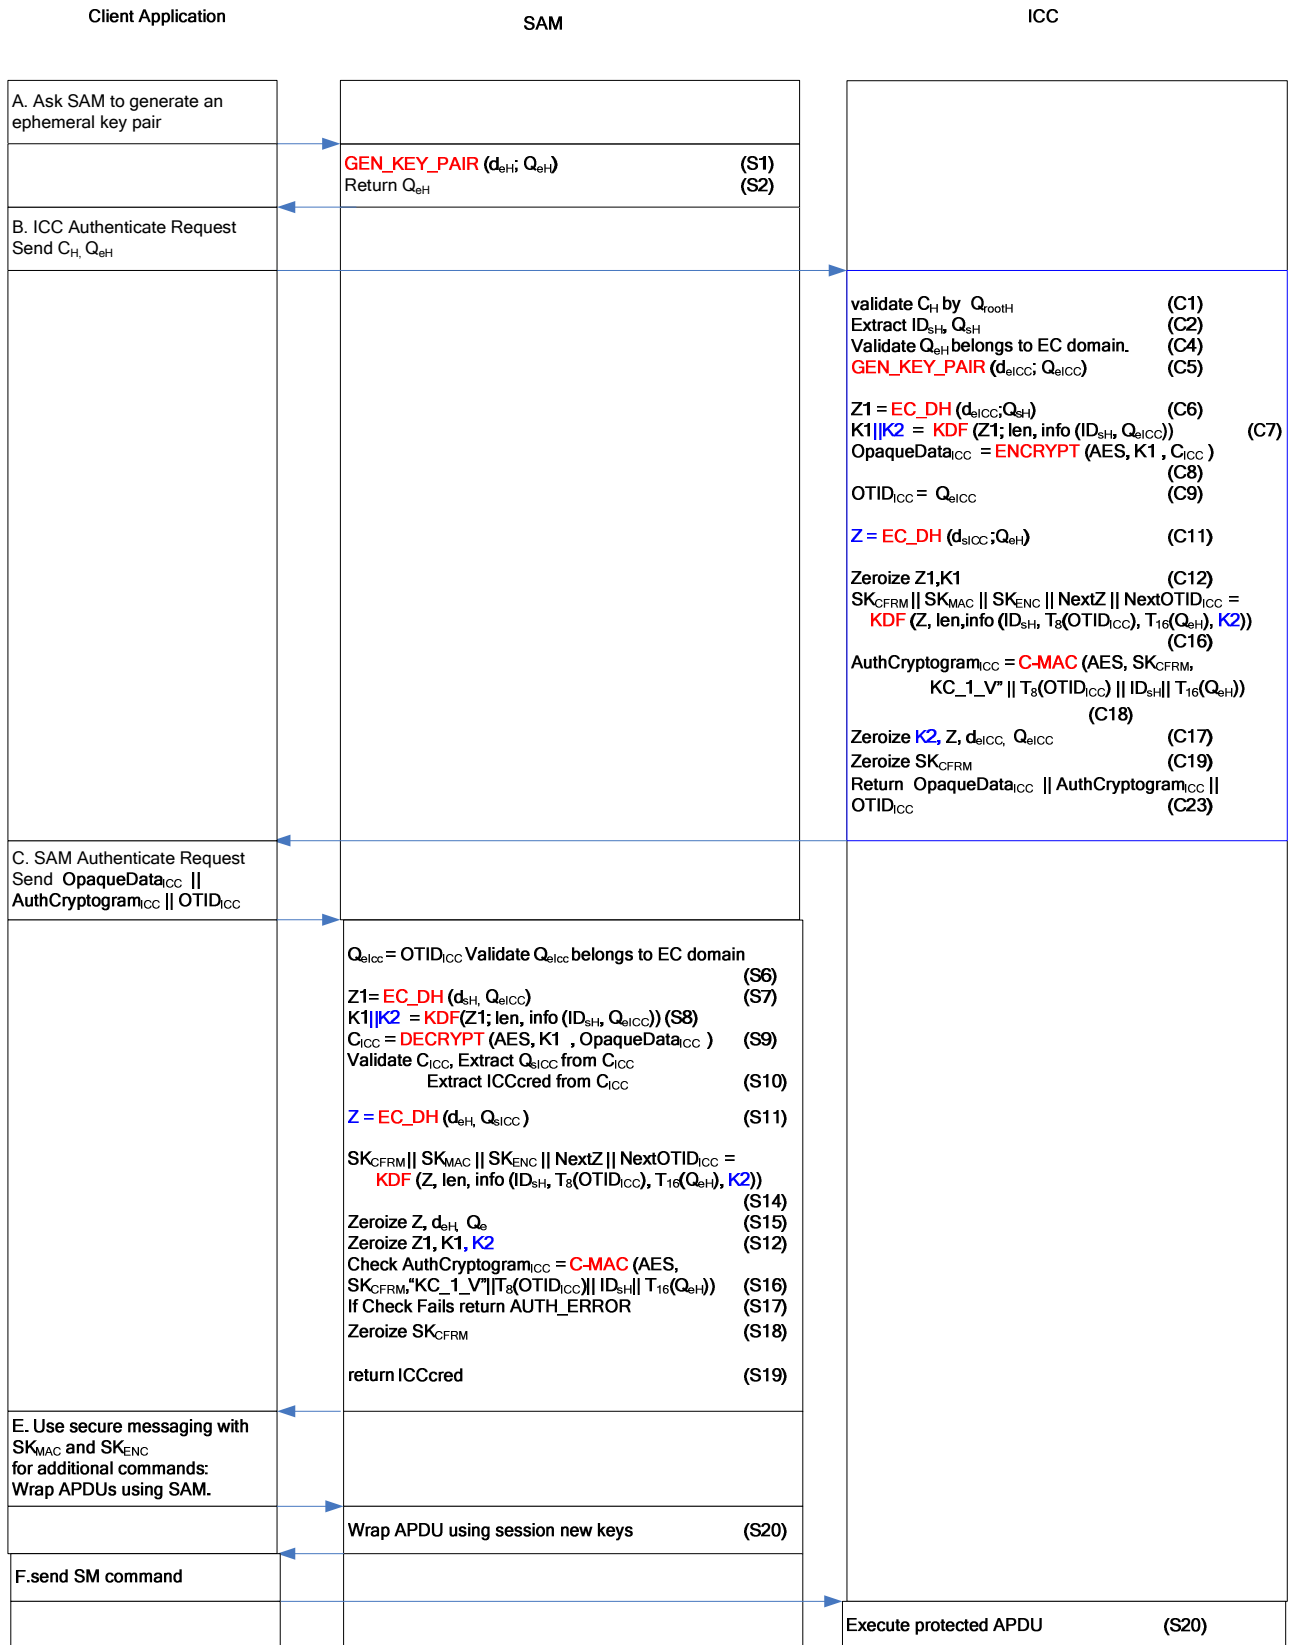 Client Application
SAM
ICC
A. Ask SAM to generate an
ephemeral key pair
GEN_KEY_PAIR (deH; QeH) (S1)
Return QeH (S2)
B. ICC Authenticate Request
Send CH, QeH
validate CH by QrootH (C1)
Extract IDsH, QsH (C2)
Validate QeH belongs to EC domain. (C4)
GEN_KEY_PAIR (deICC; QeICC) (C5)
Z1 = EC_DH (deICC;QsH) (C6)
K1||K2 = KDF (Z1; len, info (IDsH, QeICC)) (C7)
OpaqueDataICC = ENCRYPT (AES, K1 , CICC )
(C8)
OTIDICC = QeICC (C9)
Z = EC_DH (dsICC ;QeH) (C11)
Zeroize Z1,K1 (C12)
SKCFRM || SKMAC || SKENC || NextZ || NextOTIDICC =
KDF (Z, len,info (IDsH, T8(OTIDICC), T16(QeH), K2))
(C16)
AuthCryptogramICC = C-MAC (AES, SKCFRM,
KC_1_V” || T8(OTIDICC) || IDsH|| T16(QeH))
(C18)
Zeroize K2, Z, deICC, QeICC (C17)
Zeroize SKCFRM (C19)
Return OpaqueDataICC || AuthCryptogramICC ||
OTIDICC (C23)
C. SAM Authenticate Request
Send OpaqueDataICC ||
AuthCryptogramICC || OTIDICC
QeIcc = OTIDICC Validate QeIcc belongs to EC domain
(S6)
Z1= EC_DH (dsH, QeICC) (S7)
K1||K2 = KDF(Z1; len, info (IDsH, QeICC)) (S8)
CICC = DECRYPT (AES, K1 , OpaqueDataICC ) (S9)
Validate CICC, Extract QsICC from CICC
Extract ICCcred from CICC (S10)
Z = EC_DH (deH, QsICC ) (S11)
SKCFRM || SKMAC || SKENC || NextZ || NextOTIDICC =
KDF (Z, len, info (IDsH, T8(OTIDICC), T16(QeH), K2))
(S14)
Zeroize Z, deH, Qe (S15)
Zeroize Z1, K1, K2 (S12)
Check AuthCryptogramICC = C-MAC (AES,
SKCFRM,“KC_1_V”||T8(OTIDICC)|| IDsH|| T16(QeH)) (S16)
If Check Fails return AUTH_ERROR (S17)
Zeroize SKCFRM (S18)
return ICCcred (S19)
E. Use secure messaging with
SKMAC and SKENC
for additional commands:
Wrap APDUs using SAM.
Wrap APDU using session new keys (S20)
F.send SM command
Execute protected APDU (S20)